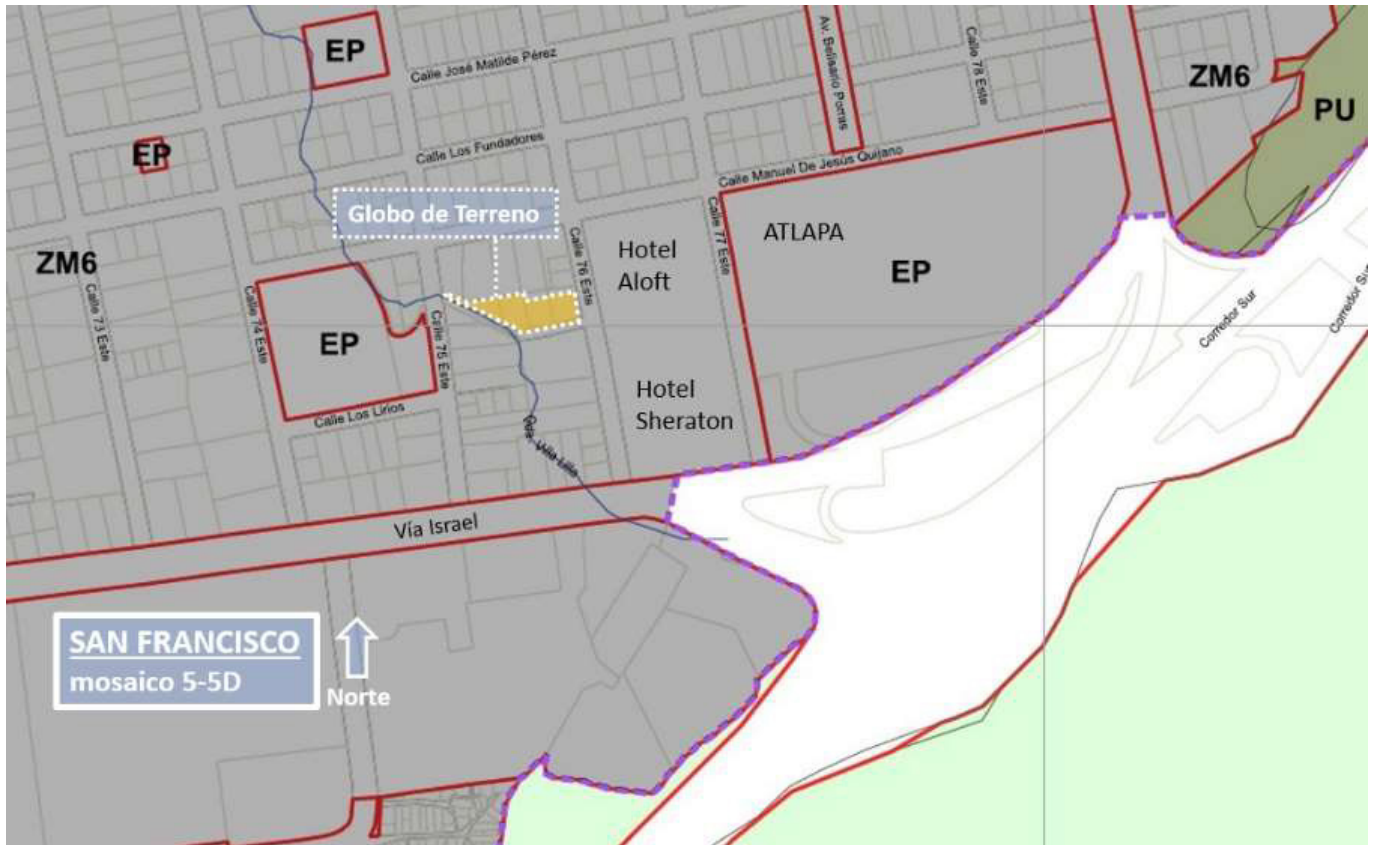 EP
Calle José Matilde Pérez
Av. Belisario Porras
Calle 78 Este
ZM6
PU
EP
Calle Los Fundadores
Calle Manuel De Jesús Quijano
Globo de Terreno
Calle 76 Este
Hotel
Aloft
Calle 77 Este
ATLAPA
EP
ZM6
Calle 73 Este
Calle 74 Este
EP
Calle 75 Este
Corredor Sur
Corredor Sur
Hotel
Sheraton
Calle Los Lirios
Qda. Villa Lilla
Vía Israel
SAN FRANCISCO
mosaico 5-5D
Norte